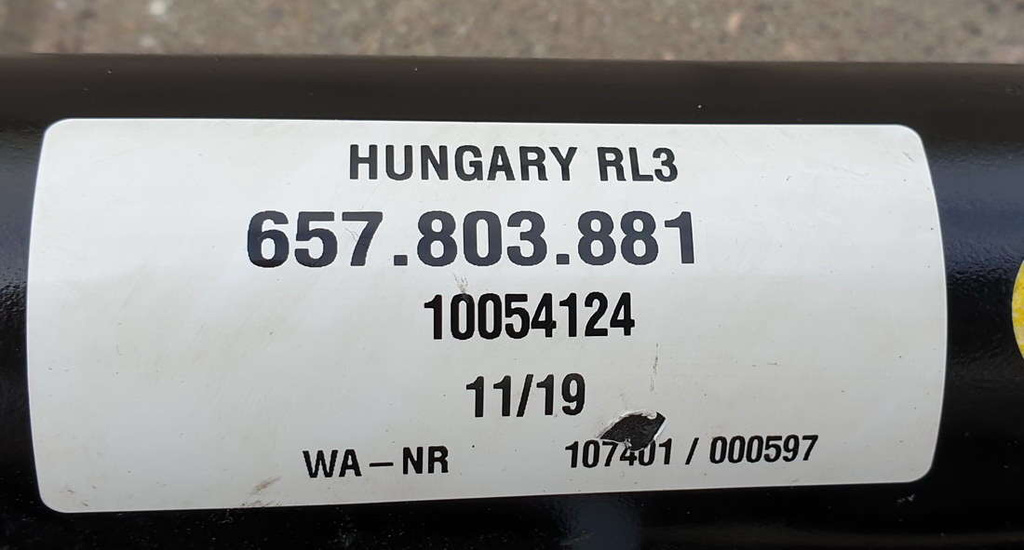 HUNGARY RL3
657.803.881
10054124
11/19
WA-NR 107401 / 000597